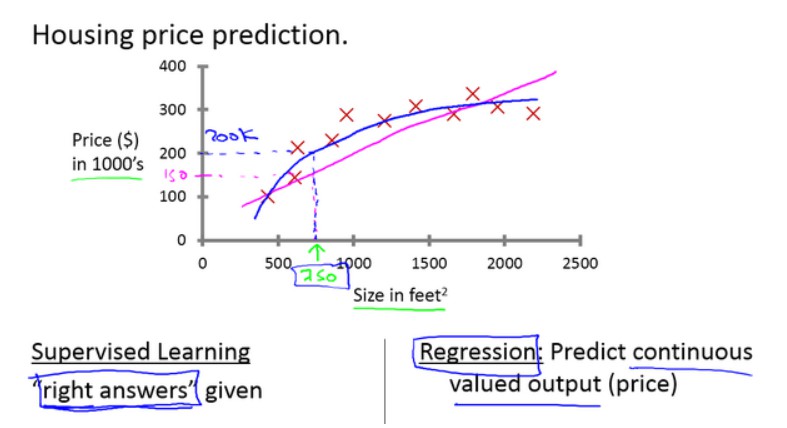 Housing price prediction.
400
300
200K
Price ($)
in 1000's
200
150
100
0
0 500 1000 1500 2000 2500
750
Size in feet²
Supervised Learning
"right answers" given
Regression: Predict continuous
valued output (price)